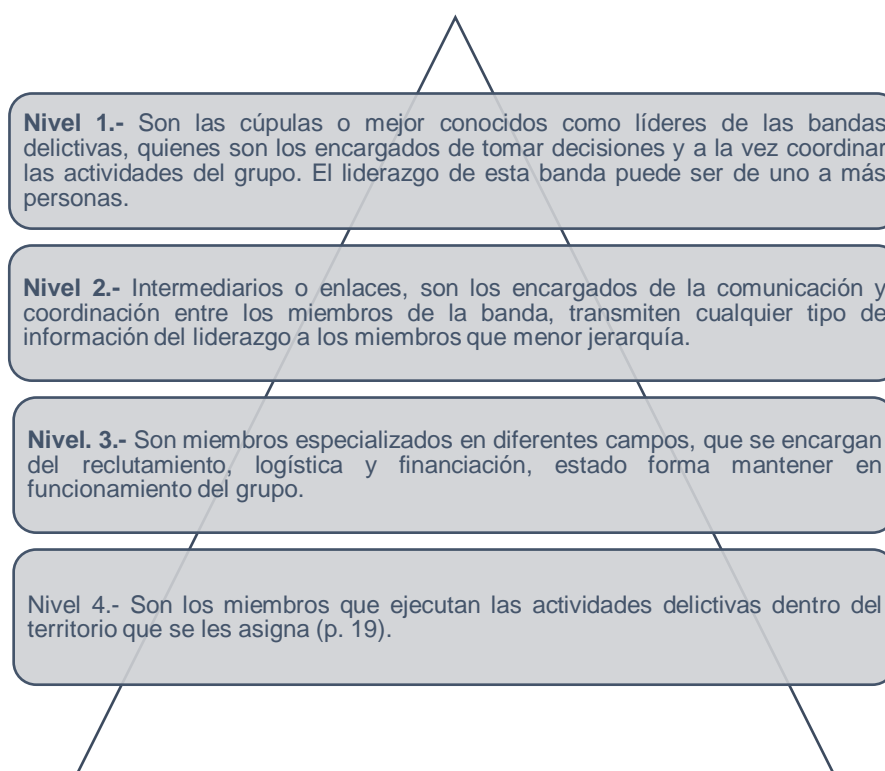 Nivel 1.- Son las cúpulas o mejor conocidos como líderes de las bandas
delictivas, quienes son los encargados de tomar decisiones y a la vez coordinar
las actividades del grupo. El liderazgo de esta banda puede ser de uno a más
personas.
Nivel 2.- Intermediarios o enlaces, son los encargados de la comunicación y
coordinación entre los miembros de la banda, transmiten cualquier tipo de
información del liderazgo a los miembros que menor jerarquía.
Nivel. 3.- Son miembros especializados en diferentes campos, que se encargan
del reclutamiento, logística y financiación, estado forma mantener en
funcionamiento del grupo.
Nivel 4.- Son los miembros que ejecutan las actividades delictivas dentro del
territorio que se les asigna (p. 19).